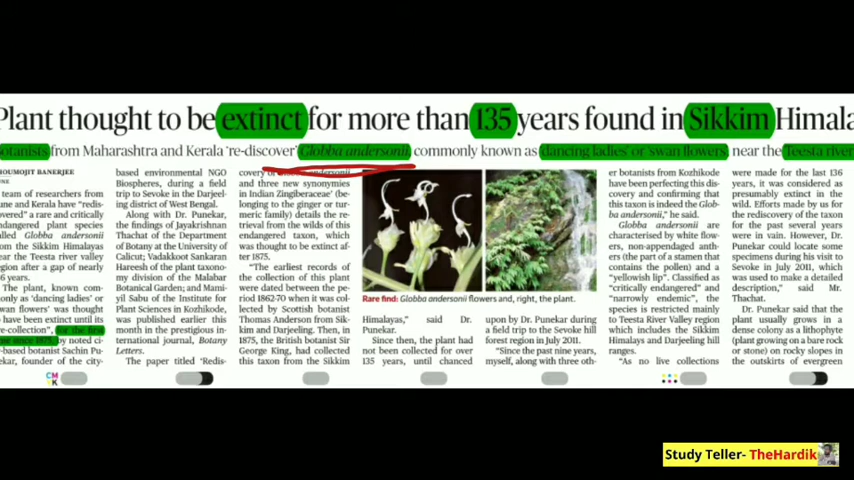 Plant thought to be extinct for more than 135 years found in Sikkim Himala
otanists from Maharashtra and Kerala 're-discover' Globba andersonii, commonly known as 'dancing ladies' or 'swan flowers', near the Teesta river
HOUMOJIT BANERJEE
UNE
team of researchers from
une and Kerala have "redis-
overed" a rare and critically
ndangered plant species
alled Globba andersonii
om the Sikkim Himalayas
ear the Teesta river valley
egion after a gap of nearly
6 years.
The plant, known com-
only as 'dancing ladies' or
wan flowers' was thought
have been extinct until its
e-collection", for the first
me since 1875, by noted ci-
-based botanist Sachin Pu-
ekar, founder of the city-
based environmental NGO
Biospheres, during a field
trip to Sevoke in the Darjeel-
ing district of West Bengal.
Along with Dr. Punekar,
the findings of Jayakrishnan
Thachat of the Department
of Botany at the University of
Calicut; Vadakkoot Sankaran
Hareesh of the plant taxono-
my division of the Malabar
Botanical Garden; and Mami-
yil Sabu of the Institute for
Plant Sciences in Kozhikode,
was published earlier this
month in the prestigious in-
ternational journal, Botany
Letters.
The paper titled 'Redis-
covery of Globba andersonii
and three new synonymies
in Indian Zingiberaceae' (be-
longing to the ginger or tur-
meric family) details the re-
trieval from the wilds of this
endangered taxon, which
was thought to be extinct af-
ter 1875.
"The earliest records of
the collection of this plant
were dated between the pe-
riod 1862-70 when it was col-
lected by Scottish botanist
Thomas Anderson from Sik-
kim and Darjeeling. Then, in
1875, the British botanist Sir
George King, had collected
this taxon from the Sikkim
Rare find: Globba andersonii flowers and, right, the plant.
Himalayas," said Dr.
Punekar.
Since then, the plant had
not been collected for over
135 years, until chanced
upon by Dr. Punekar during
a field trip to the Sevoke hill
forest region in July 2011.
"Since the past nine years,
myself, along with three oth-
er botanists from Kozhikode
have been perfecting this dis-
covery and confirming that
this taxon is indeed the Glob-
ba andersonii," he said.
Globba andersonii are
characterised by white flow-
ers, non-appendaged anth-
ers (the part of a stamen that
contains the pollen) and a
"yellowish lip". Classified as
"critically endangered" and
"narrowly endemic", the
species is restricted mainly
to Teesta River Valley region
which includes the Sikkim
Himalays and Darjeeling hill
ranges.
"As no live collections
were made for the last 136
years, it was considered as
presumably extinct in the
wild. Efforts made by us for
the rediscovery of the taxon
for the past several years
were in vain. However, Dr.
Punekar could locate some
specimens during his visit to
Sevoke in July 2011, which
was used to make a detailed
description," said Mr.
Thachat.
Dr. Punekar said that the
plant usually grows in a
dense colony as a lithophyte
(plant growing on a bare rock
or stone) on rocky slopes in
the outskirts of evergreen
CM
YK
Study Teller- TheHardik